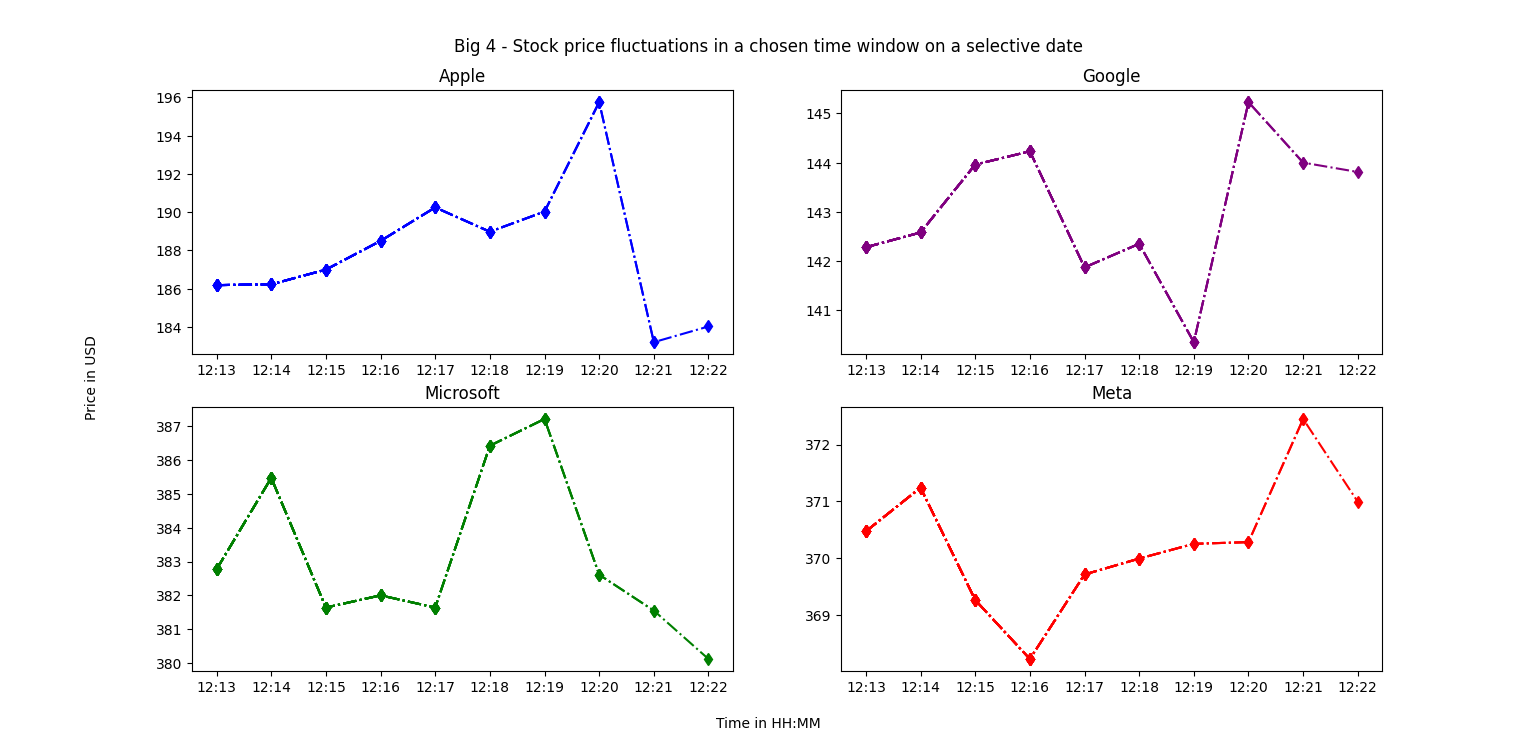 Big 4 - Stock price fluctuations in a chosen time window on a selective date
Apple
196
194
192
190
188
186
184
12:13 12:14 12:15 12:16 12:17 12:18 12:19 12:20 12:21 12:22
Google
145
144
143
142
141
12:13 12:14 12:15 12:16 12:17 12:18 12:19 12:20 12:21 12:22
Price in USD
Microsoft
387
386
385
384
383
382
381
380
12:13 12:14 12:15 12:16 12:17 12:18 12:19 12:20 12:21 12:22
Meta
372
371
370
369
12:13 12:14 12:15 12:16 12:17 12:18 12:19 12:20 12:21 12:22
Time in HH:MM